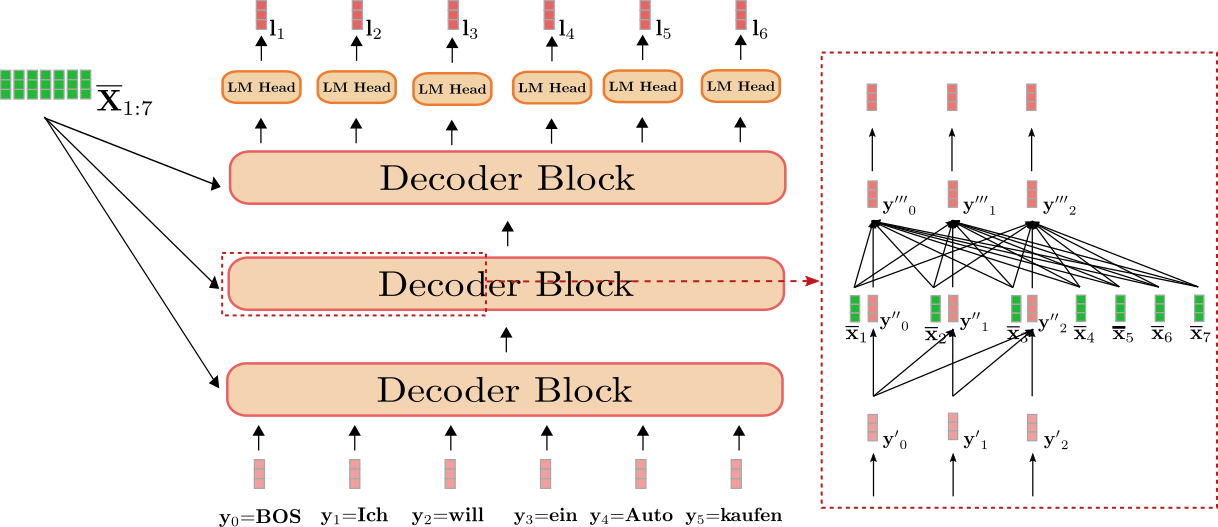 l₁ l₂ l₃ l₄ l₅ l₆
LM Head LM Head LM Head LM Head LM Head LM Head
X̅₁:₇
Decoder Block
Decoder Block
Decoder Block
y₀=BOS y₁=Ich y₂=will y₃=ein y₄=Auto y₅=kaufen
y‴₀ y‴₁ y‴₂
x̅₁ y″₀ x̅₂ y″₁ x̅₃ y″₂ x̅₄ x̅₅ x̅₆ x̅₇
y′₀ y′₁ y′₂